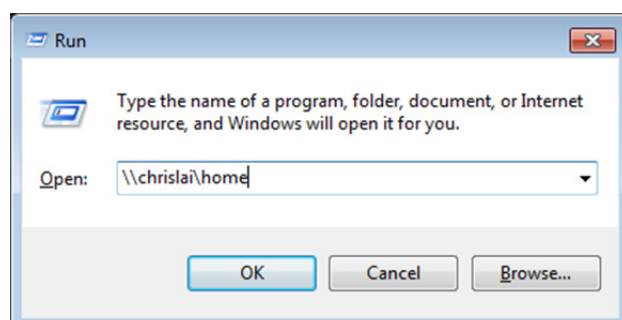 Run
Type the name of a program, folder, document, or Internet
resource, and Windows will open it for you.
Open: \\chrislai\home
OK Cancel Browse...